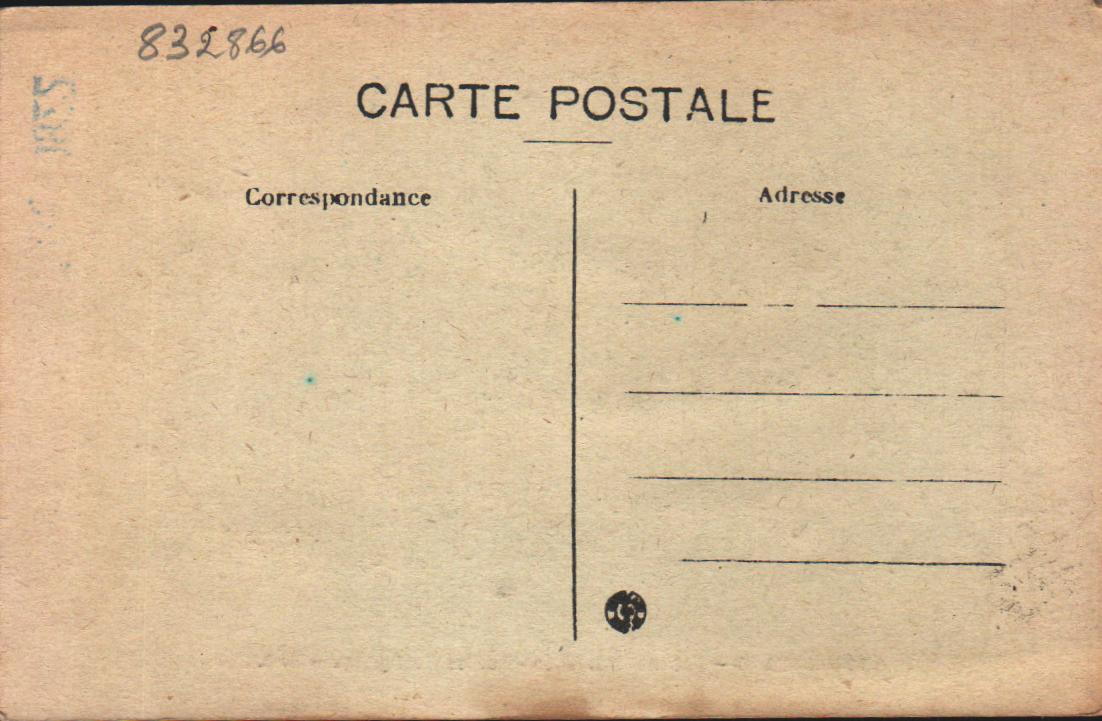 832866
CARTE POSTALE
Correspondance
Adresse